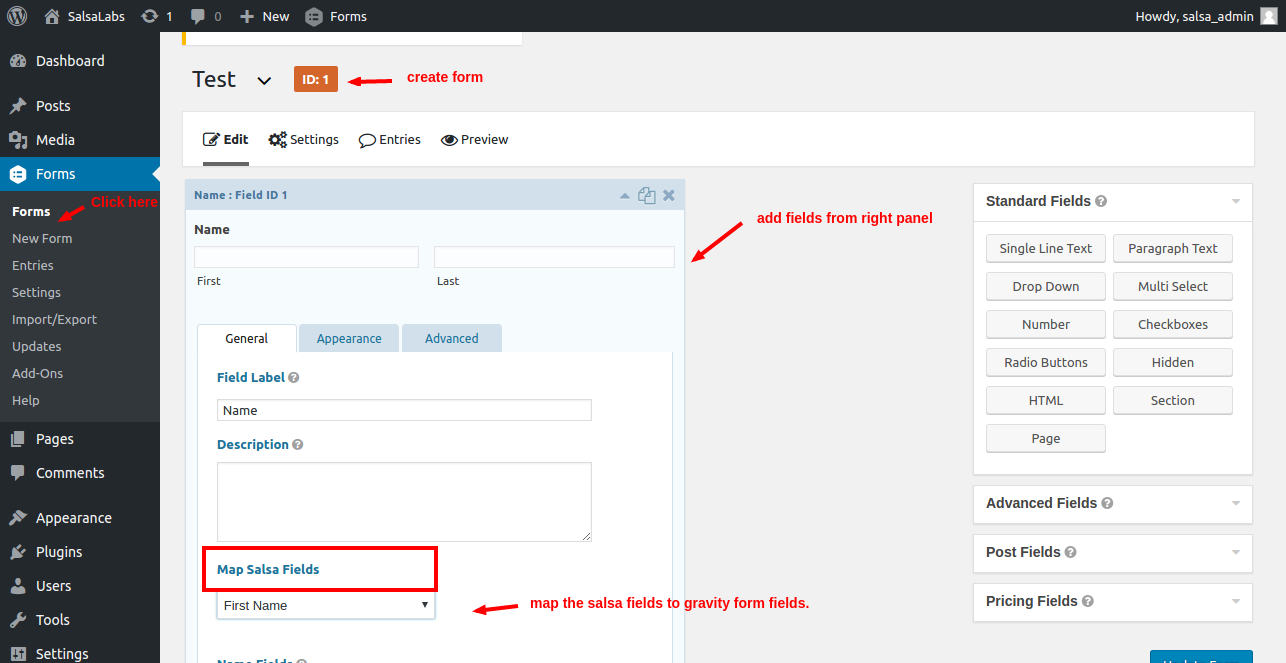 SalsaLabs 1 0 New Forms Howdy, salsa_admin
Dashboard
Posts
Media
Forms
Forms
Click here
New Form
Entries
Settings
Import/Export
Updates
Add-Ons
Help
Pages
Comments
Appearance
Plugins
Users
Tools
Settings
Test ID: 1 create form
Edit Settings Entries Preview
Name : Field ID 1
Name
First Last
add fields from right panel
General Appearance Advanced
Field Label
Name
Description
Map Salsa Fields
First Name
map the salsa fields to gravity form fields.
Name Fields
Standard Fields
Single Line Text Paragraph Text
Drop Down Multi Select
Number Checkboxes
Radio Buttons Hidden
HTML Section
Page
Advanced Fields
Post Fields
Pricing Fields